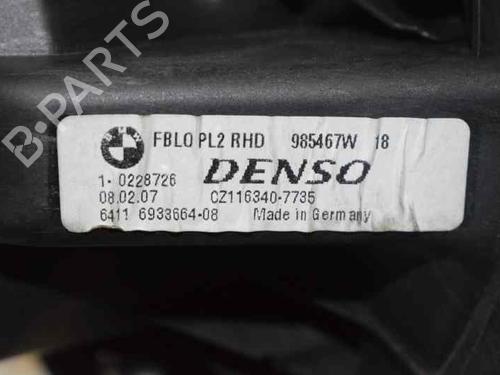 FBLO PL2 RHD 985467W 18
1- 0228726 DENSO
08.02.07 CZ116340-7735
6411 6933664-08 Made in Germany